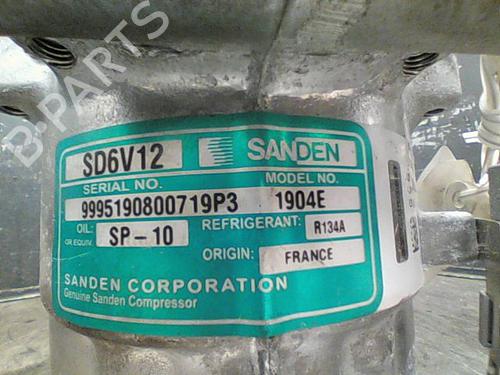 B-PARTS
SD6V12 SANDEN
SERIAL NO. MODEL NO.
9995190800719P3 1904E
OIL: SP-10 REFRIGERANT: R134A
OR EQUIV.
ORIGIN: FRANCE
SANDEN CORPORATION
Genuine Sanden Compressor